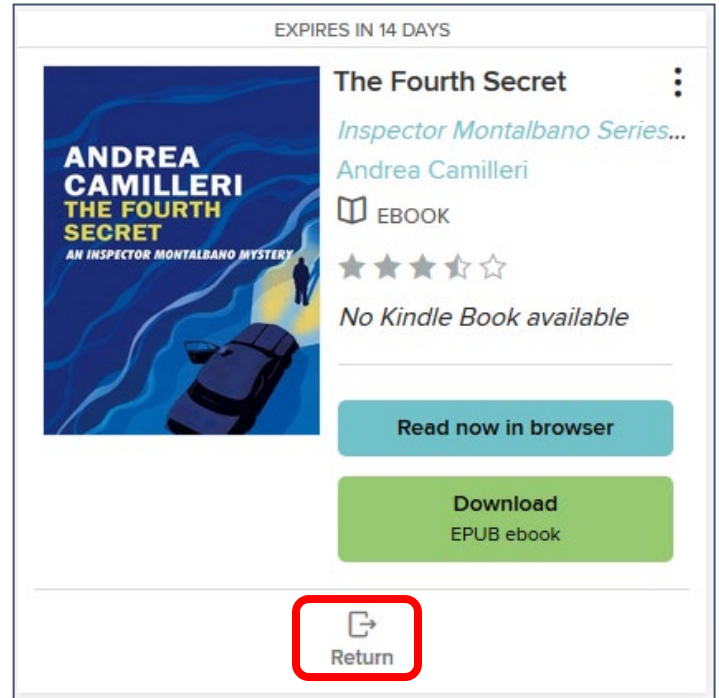 EXPIRES IN 14 DAYS
ANDREA
CAMILLERI
THE FOURTH
SECRET
AN INSPECTOR MONTALBANO MYSTERY
The Fourth Secret
Inspector Montalbano Series...
Andrea Camilleri
EBOOK
No Kindle Book available
Read now in browser
Download
EPUB ebook
Return